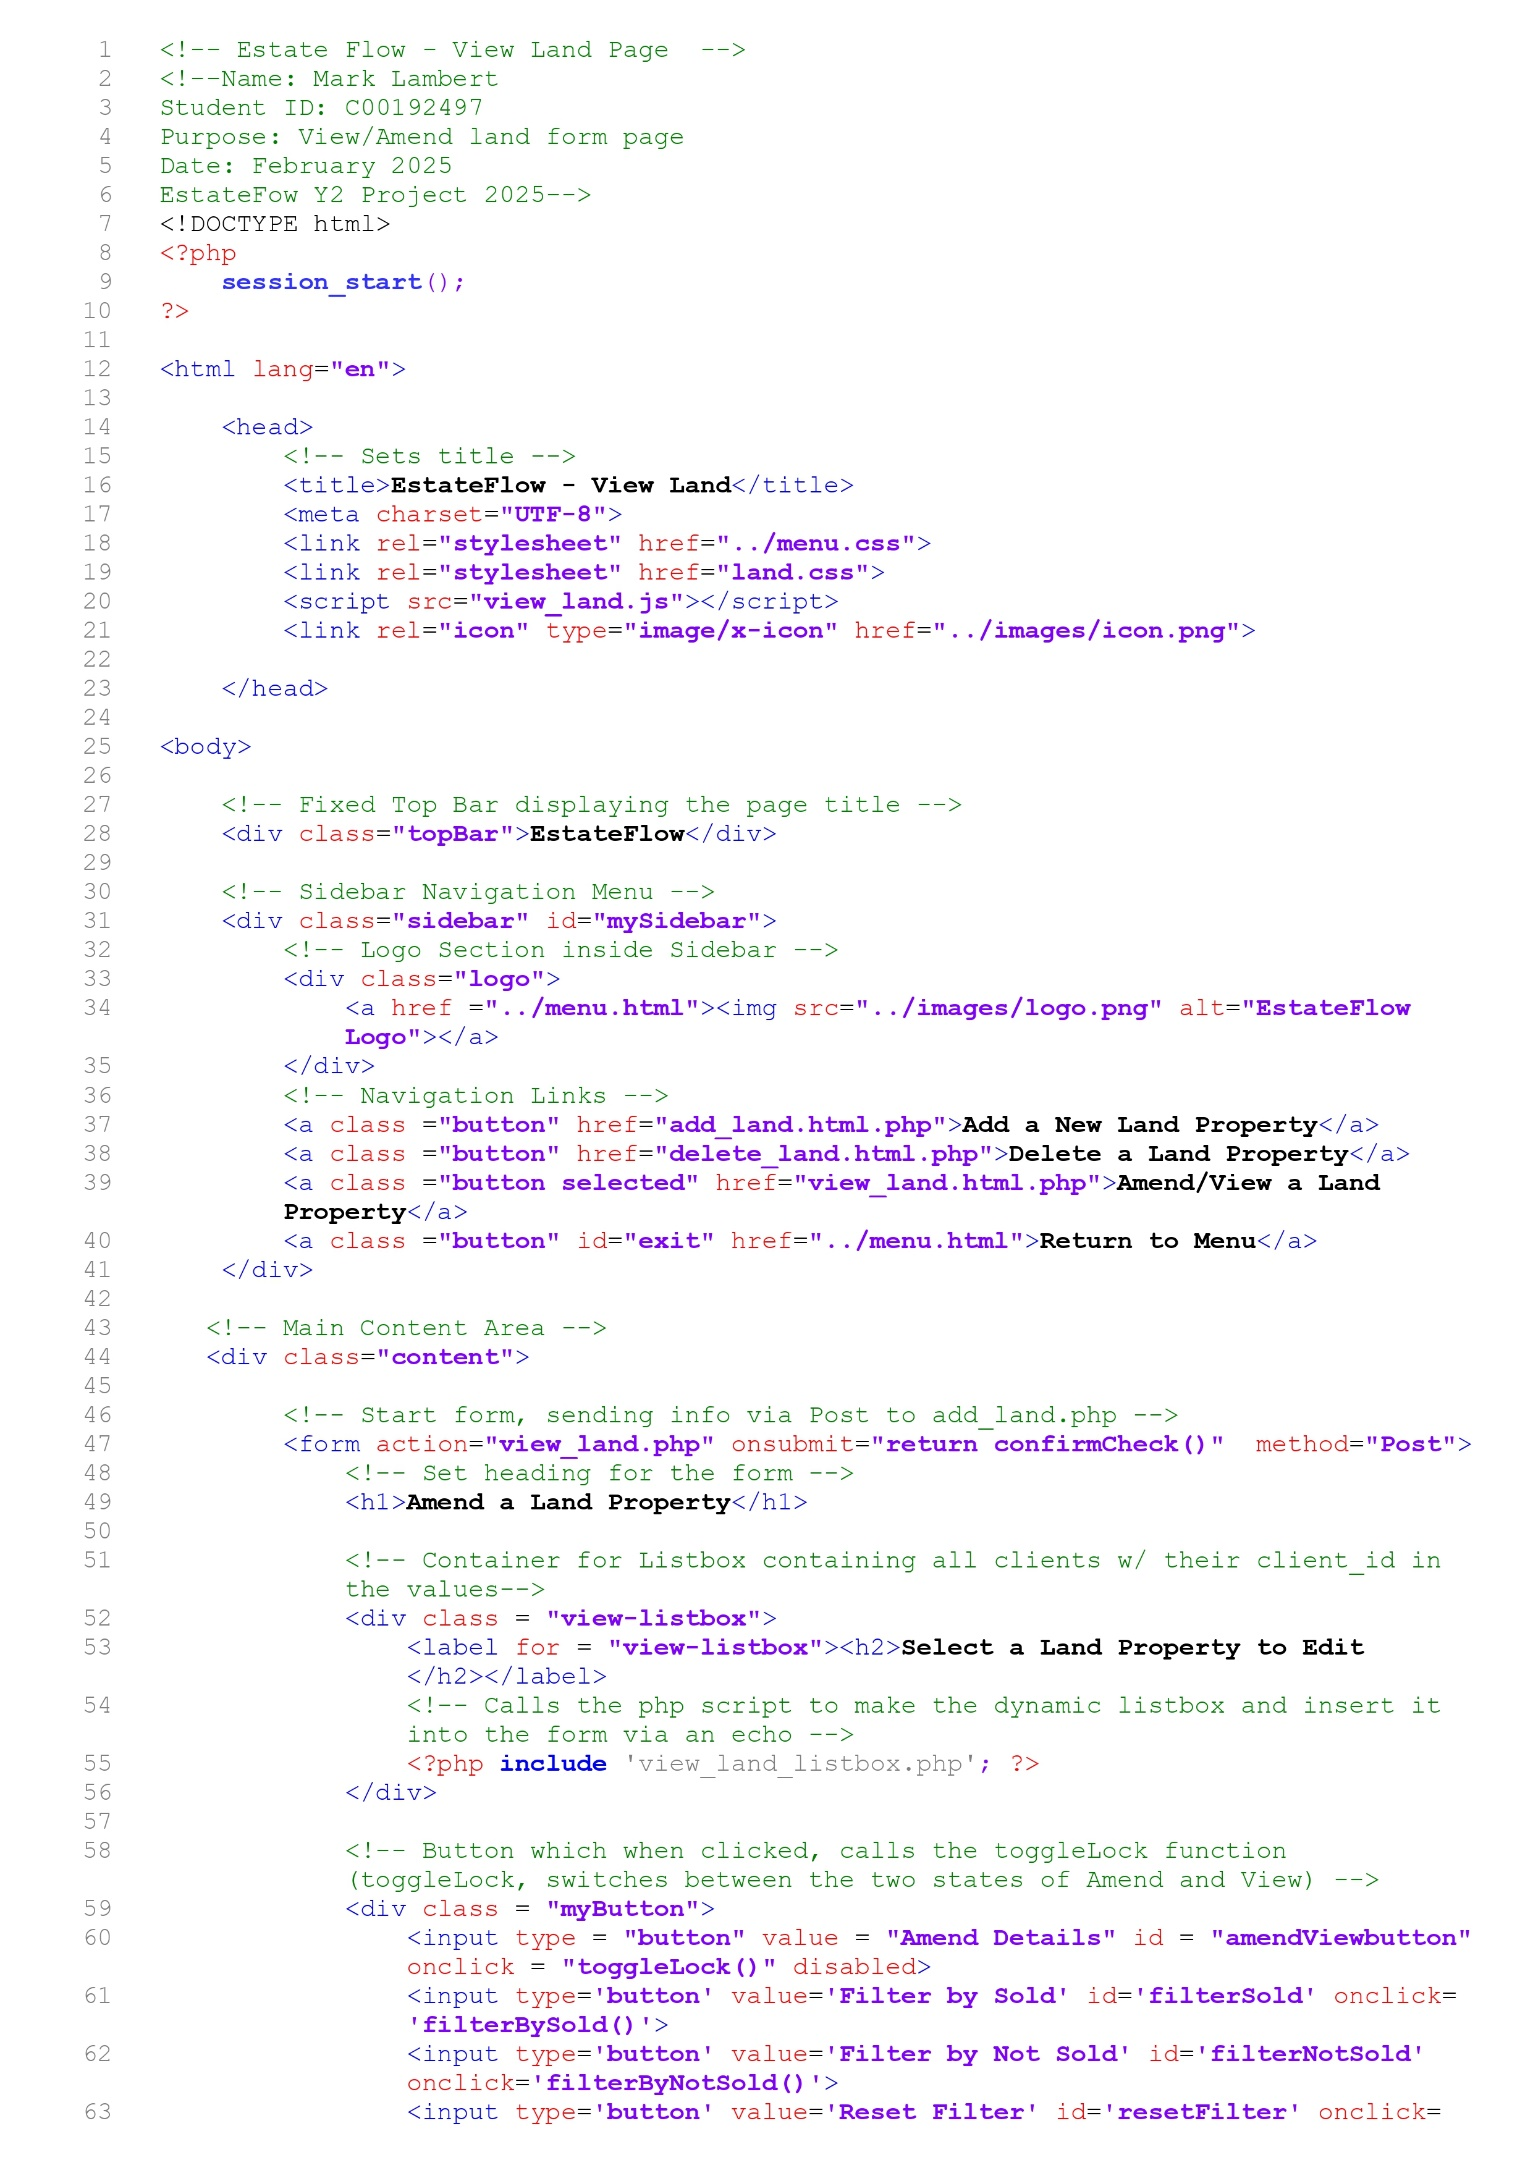 1 <!-- Estate Flow - View Land Page  -->
2 <!--Name: Mark Lambert
3 Student ID: C00192497
4 Purpose: View/Amend land form page
5 Date: February 2025
6 EstateFow Y2 Project 2025-->
7 <!DOCTYPE html>
8 <?php
9     session_start();
10 ?>
11
12 <html lang="en">
13
14     <head>
15         <!-- Sets title -->
16         <title>EstateFlow - View Land</title>
17         <meta charset="UTF-8">
18         <link rel="stylesheet" href="../menu.css">
19         <link rel="stylesheet" href="land.css">
20         <script src="view_land.js"></script>
21         <link rel="icon" type="image/x-icon" href="../images/icon.png">
22
23     </head>
24
25 <body>
26
27     <!-- Fixed Top Bar displaying the page title -->
28     <div class="topBar">EstateFlow</div>
29
30     <!-- Sidebar Navigation Menu -->
31     <div class="sidebar" id="mySidebar">
32         <!-- Logo Section inside Sidebar -->
33         <div class="logo">
34             <a href ="../menu.html"><img src="../images/logo.png" alt="EstateFlow
Logo"></a>
35         </div>
36         <!-- Navigation Links -->
37         <a class ="button" href="add_land.html.php">Add a New Land Property</a>
38         <a class ="button" href="delete_land.html.php">Delete a Land Property</a>
39         <a class ="button selected" href="view_land.html.php">Amend/View a Land
Property</a>
40         <a class ="button" id="exit" href="../menu.html">Return to Menu</a>
41     </div>
42
43    <!-- Main Content Area -->
44    <div class="content">
45
46         <!-- Start form, sending info via Post to add_land.php -->
47         <form action="view_land.php" onsubmit="return confirmCheck()"  method="Post">
48             <!-- Set heading for the form -->
49             <h1>Amend a Land Property</h1>
50
51             <!-- Container for Listbox containing all clients w/ their client_id in
the values-->
52             <div class = "view-listbox">
53                 <label for = "view-listbox"><h2>Select a Land Property to Edit
</h2></label>
54                 <!-- Calls the php script to make the dynamic listbox and insert it
into the form via an echo -->
55                 <?php include 'view_land_listbox.php'; ?>
56             </div>
57
58             <!-- Button which when clicked, calls the toggleLock function
(toggleLock, switches between the two states of Amend and View) -->
59             <div class = "myButton">
60                 <input type = "button" value = "Amend Details" id = "amendViewbutton"
onclick = "toggleLock()" disabled>
61                 <input type='button' value='Filter by Sold' id='filterSold' onclick=
'filterBySold()'>
62                 <input type='button' value='Filter by Not Sold' id='filterNotSold'
onclick='filterByNotSold()'>
63                 <input type='button' value='Reset Filter' id='resetFilter' onclick=